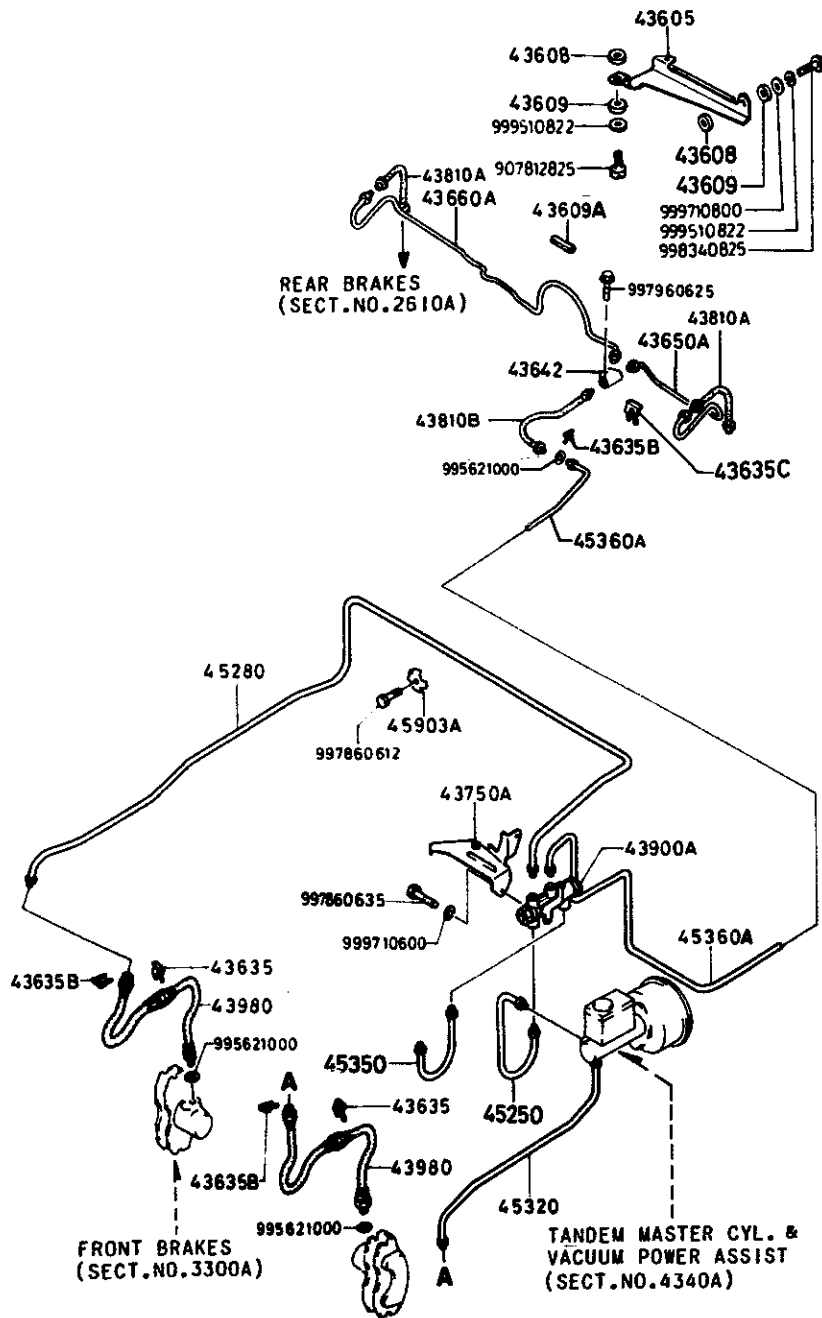 43605
43608
43609
999510822
907812825
43608
43609
999710800
999510822
998340825
43810A
43660A
43609A
REAR BRAKES
(SECT.NO.2610A)
997960625
43810A
43650A
43642
43810B
43635B
995621000
43635C
45360A
45280
45903A
997860612
43750A
43900A
997860635
999710600
45360A
43635
43635B
43980
995621000
45350
45250
A
43635
43635B
43980
45320
995621000
FRONT BRAKES
(SECT.NO.3300A)
A
TANDEM MASTER CYL. &
VACUUM POWER ASSIST
(SECT.NO.4340A)